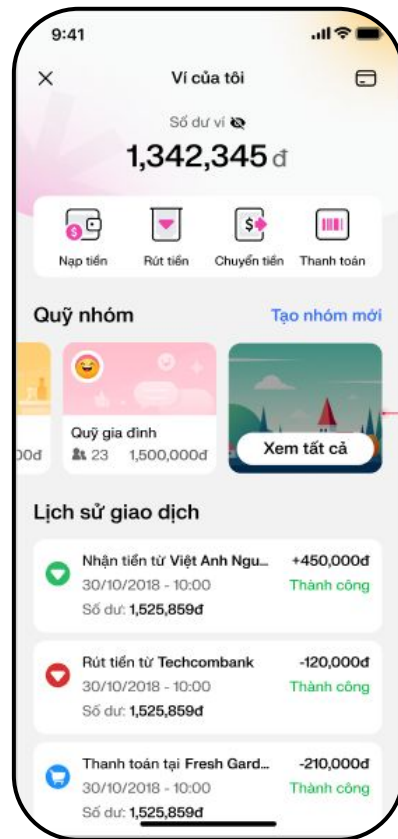 9:41
Ví của tôi
Số dư ví
1,342,345 đ
Nạp tiền Rút tiền Chuyển tiền Thanh toán
Quỹ nhóm Tạo nhóm mới
Quỹ gia đình
00đ 23 1,500,000đ
Xem tất cả
Lịch sử giao dịch
Nhận tiền từ Việt Anh Ngu... +450,000đ
30/10/2018 - 10:00 Thành công
Số dư: 1,525,859đ
Rút tiền từ Techcombank -120,000đ
30/10/2018 - 10:00 Thành công
Số dư: 1,525,859đ
Thanh toán tại Fresh Gard... -210,000đ
30/10/2018 - 10:00 Thành công
Số dư: 1,525,859đ